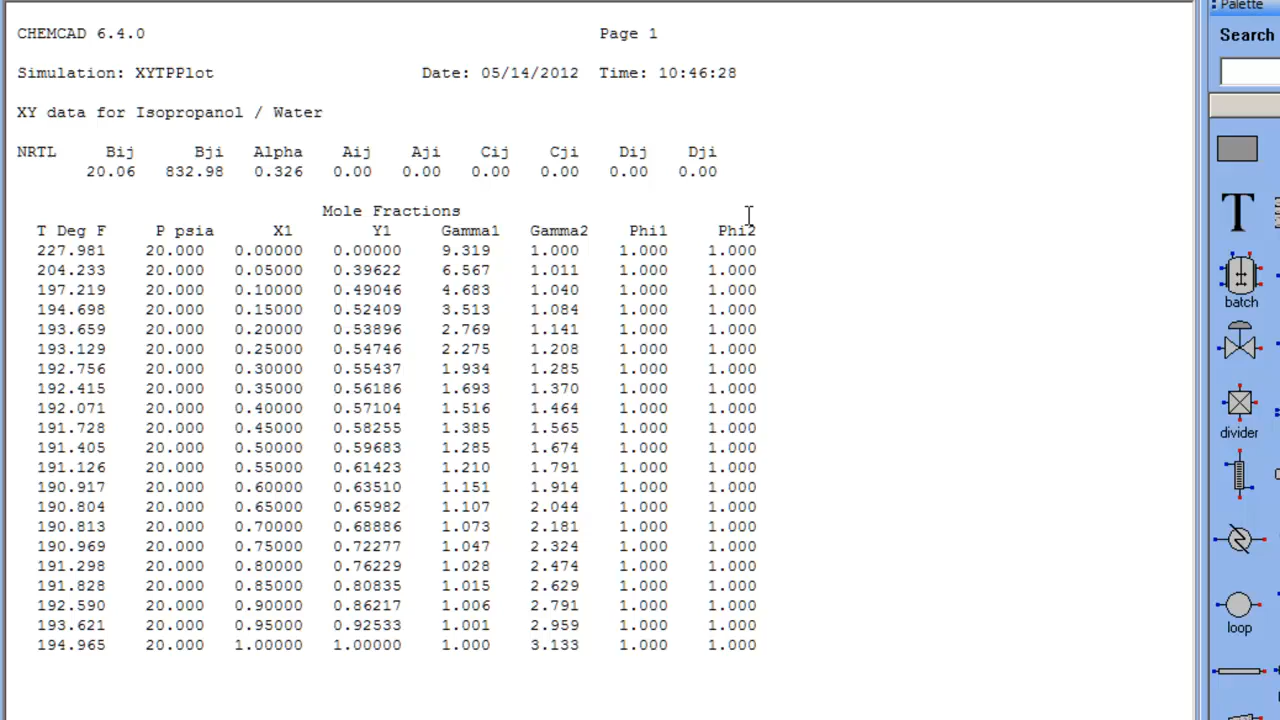 Palette
CHEMCAD 6.4.0 Page 1
Search
Simulation: XYTPPlot Date: 05/14/2012 Time: 10:46:28
XY data for Isopropanol / Water
NRTL Bij Bji Alpha Aij Aji Cij Cji Dij Dji
20.06 832.98 0.326 0.00 0.00 0.00 0.00 0.00 0.00
Mole Fractions
T Deg F P psia X1 Y1 Gamma1 Gamma2 Phi1 Phi2
227.981 20.000 0.00000 0.00000 9.319 1.000 1.000 1.000
204.233 20.000 0.05000 0.39622 6.567 1.011 1.000 1.000
197.219 20.000 0.10000 0.49046 4.683 1.040 1.000 1.000
194.698 20.000 0.15000 0.52409 3.513 1.084 1.000 1.000
193.659 20.000 0.20000 0.53896 2.769 1.141 1.000 1.000
193.129 20.000 0.25000 0.54746 2.275 1.208 1.000 1.000
192.756 20.000 0.30000 0.55437 1.934 1.285 1.000 1.000
192.415 20.000 0.35000 0.56186 1.693 1.370 1.000 1.000
192.071 20.000 0.40000 0.57104 1.516 1.464 1.000 1.000
191.728 20.000 0.45000 0.58255 1.385 1.565 1.000 1.000
191.405 20.000 0.50000 0.59683 1.285 1.674 1.000 1.000
191.126 20.000 0.55000 0.61423 1.210 1.791 1.000 1.000
190.917 20.000 0.60000 0.63510 1.151 1.914 1.000 1.000
190.804 20.000 0.65000 0.65982 1.107 2.044 1.000 1.000
190.813 20.000 0.70000 0.68886 1.073 2.181 1.000 1.000
190.969 20.000 0.75000 0.72277 1.047 2.324 1.000 1.000
191.298 20.000 0.80000 0.76229 1.028 2.474 1.000 1.000
191.828 20.000 0.85000 0.80835 1.015 2.629 1.000 1.000
192.590 20.000 0.90000 0.86217 1.006 2.791 1.000 1.000
193.621 20.000 0.95000 0.92533 1.001 2.959 1.000 1.000
194.965 20.000 1.00000 1.00000 1.000 3.133 1.000 1.000
T
batch
divider
loop